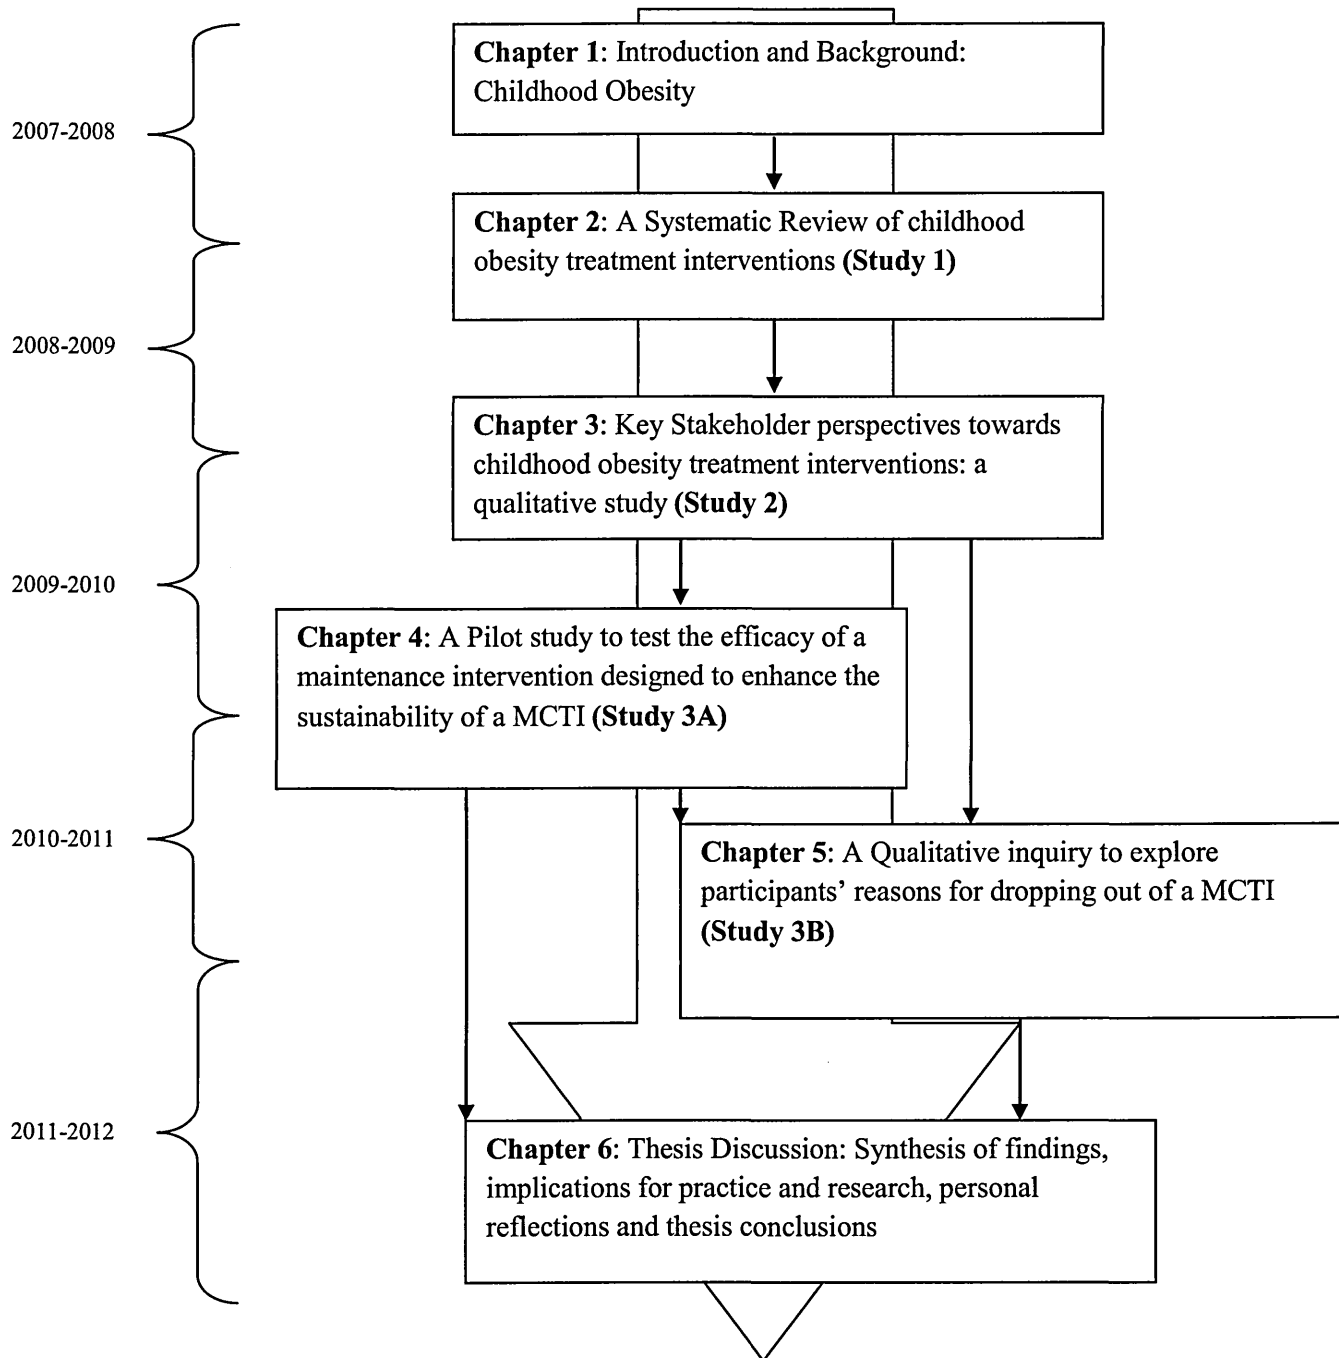 2007-2008
Chapter 1: Introduction and Background:
Childhood Obesity
Chapter 2: A Systematic Review of childhood
obesity treatment interventions (Study 1)
2008-2009
Chapter 3: Key Stakeholder perspectives towards
childhood obesity treatment interventions: a
qualitative study (Study 2)
2009-2010
Chapter 4: A Pilot study to test the efficacy of a
maintenance intervention designed to enhance the
sustainability of a MCTI (Study 3A)
2010-2011
Chapter 5: A Qualitative inquiry to explore
participants' reasons for dropping out of a MCTI
(Study 3B)
2011-2012
Chapter 6: Thesis Discussion: Synthesis of findings,
implications for practice and research, personal
reflections and thesis conclusions